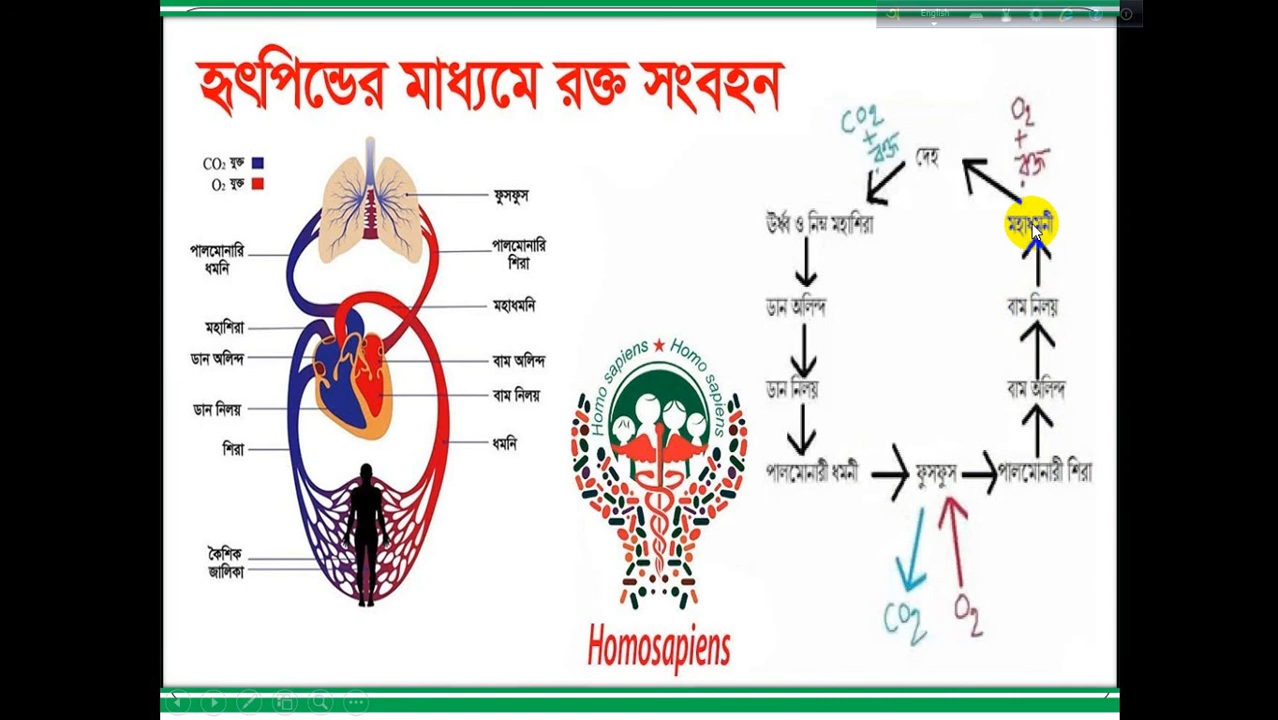 English
হৃৎপিন্ডের মাধ্যমে রক্ত সংবহন
CO₂ যুক্ত
O₂ যুক্ত
ফুসফুস
পালমোনারি
ধমনি
পালমোনারি
শিরা
মহাধমনি
মহাশিরা
ডান অলিন্দ
বাম অলিন্দ
ডান নিলয়
বাম নিলয়
শিরা
ধমনি
কৈশিক
জালিকা
Homo sapiens ★ Homo sapiens
Homosapiens
CO2
+
রক্ত
দেহ
O2
+
রক্ত
ঊর্ধ্ব ও নিম্ন মহাশিরা
মহাধমনী
ডান অলিন্দ
বাম নিলয়
ডান নিলয়
বাম অলিন্দ
পালমোনারী ধমনী
ফুসফুস
পালমোনারী শিরা
CO2
O2